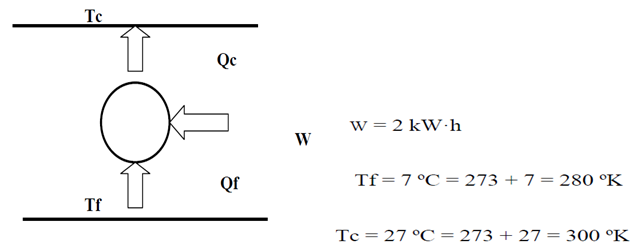 Tc
Qc
W
Qf
Tf
w = 2 kW·h
Tf = 7 ºC = 273 + 7 = 280 ºK
Tc = 27 ºC = 273 + 27 = 300 ºK